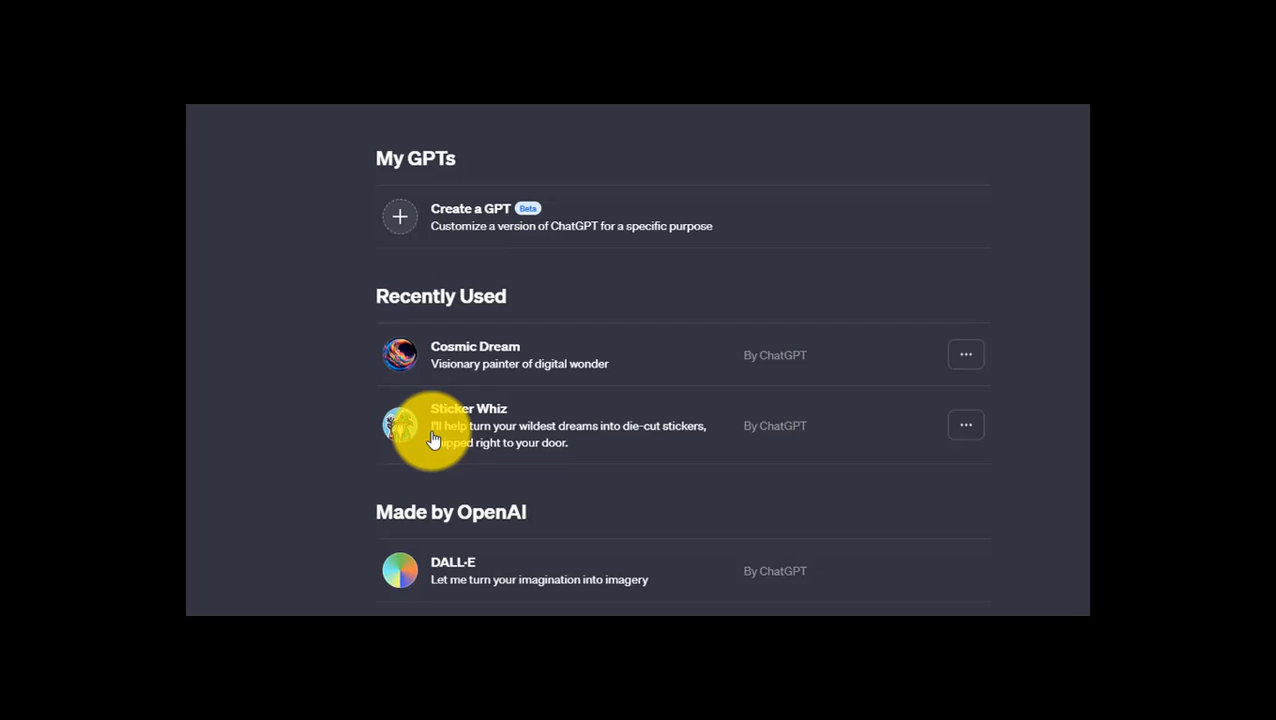 My GPTs
Create a GPT Beta
Customize a version of ChatGPT for a specific purpose
Recently Used
Cosmic Dream
Visionary painter of digital wonder
By ChatGPT
...
Sticker Whiz
I'll help turn your wildest dreams into die-cut stickers,
right to your door.
By ChatGPT
...
Made by OpenAI
DALL·E
Let me turn your imagination into imagery
By ChatGPT